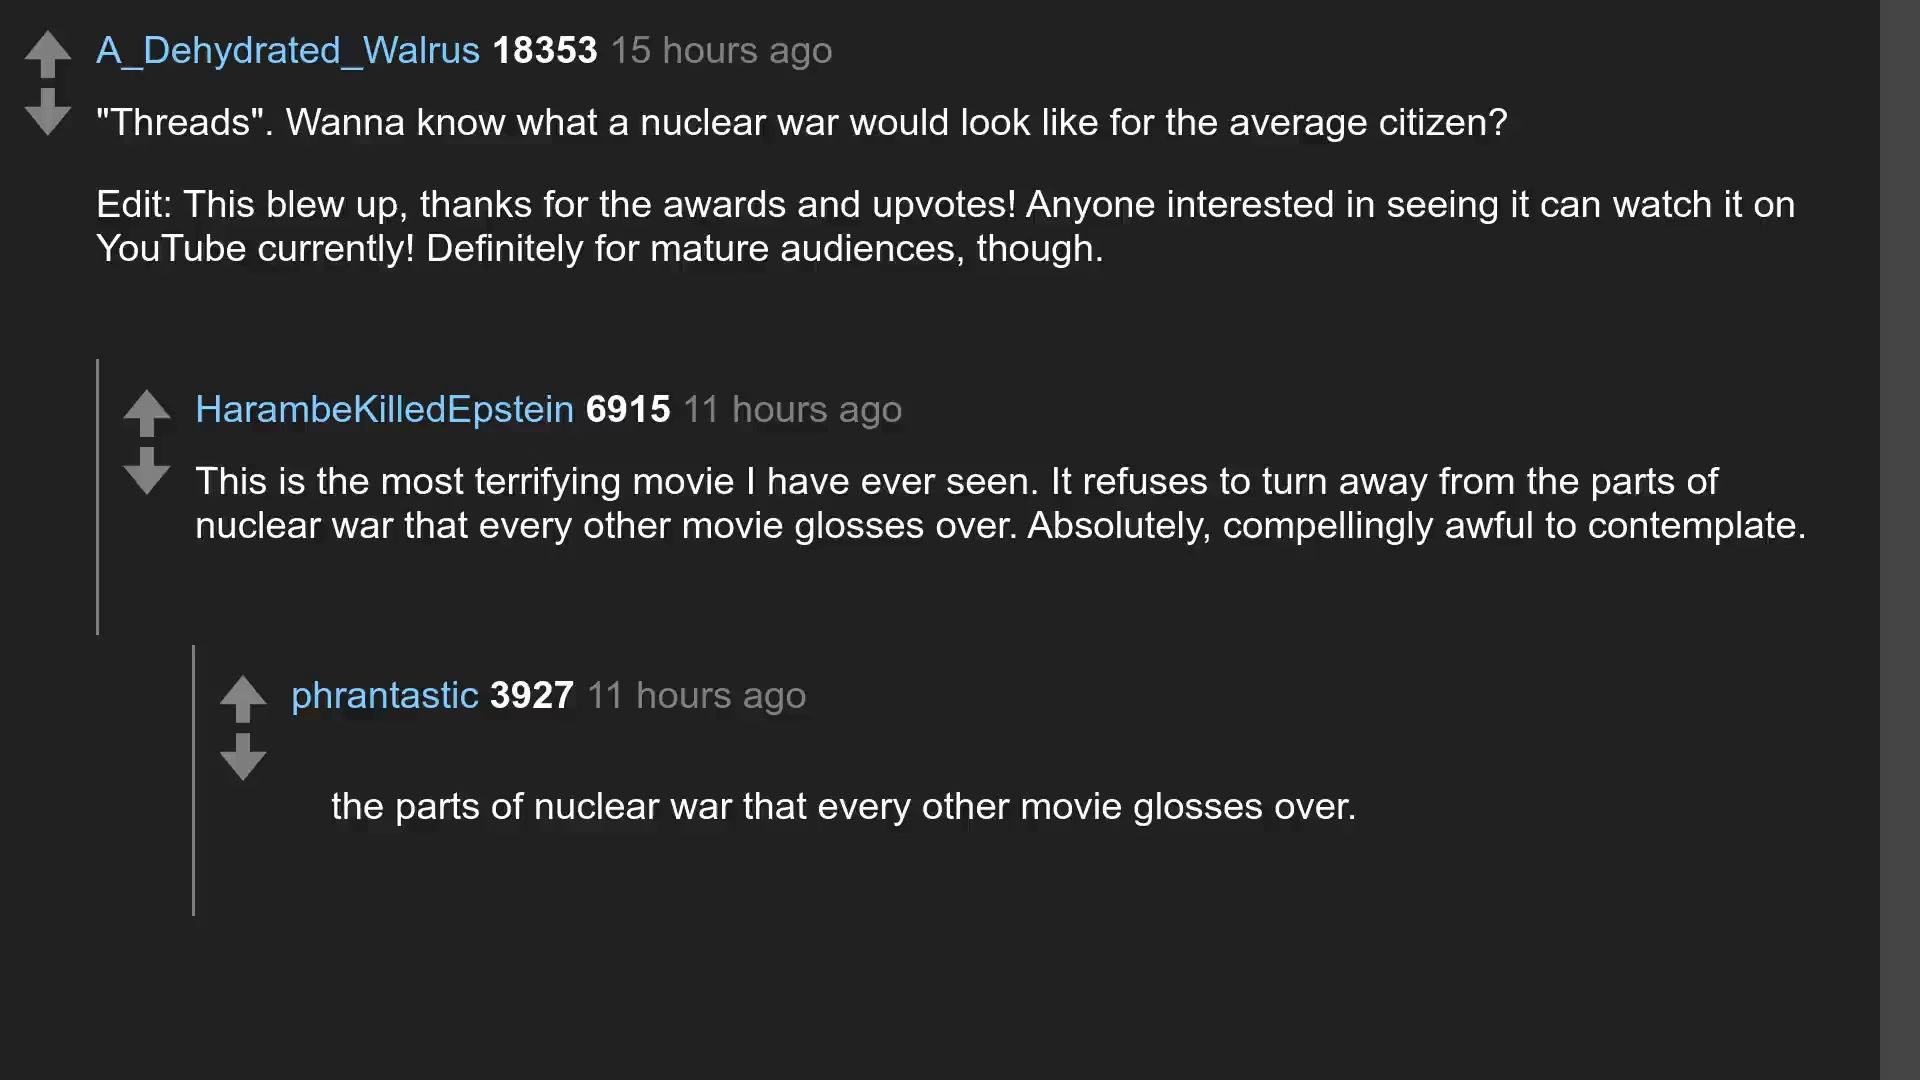 A_Dehydrated_Walrus 18353 15 hours ago
"Threads". Wanna know what a nuclear war would look like for the average citizen?
Edit: This blew up, thanks for the awards and upvotes! Anyone interested in seeing it can watch it on
YouTube currently! Definitely for mature audiences, though.
HarambeKilledEpstein 6915 11 hours ago
This is the most terrifying movie I have ever seen. It refuses to turn away from the parts of
nuclear war that every other movie glosses over. Absolutely, compellingly awful to contemplate.
phrantastic 3927 11 hours ago
the parts of nuclear war that every other movie glosses over.